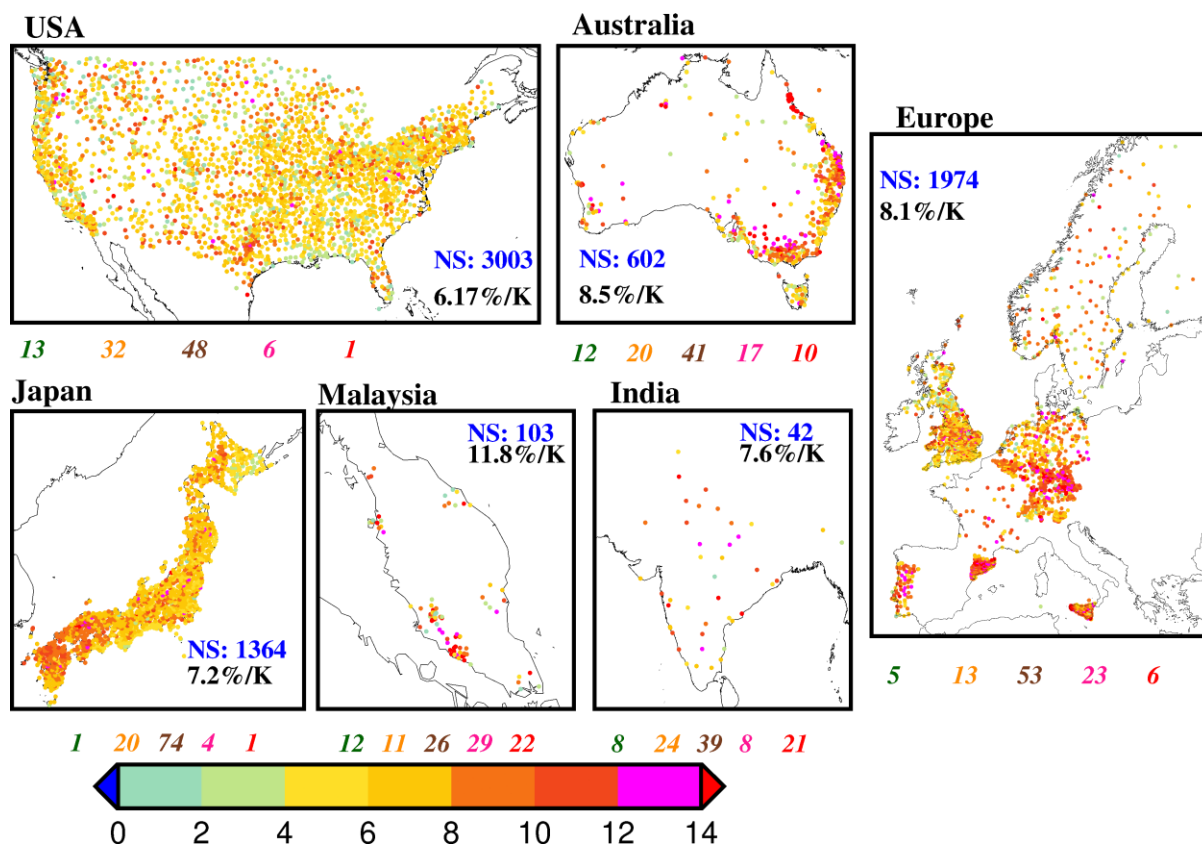 USA
NS: 3003
6.17%/K
13 32 48 6 1
Australia
NS: 602
8.5%/K
12 20 41 17 10
Europe
NS: 1974
8.1%/K
5 13 53 23 6
Japan
NS: 1364
7.2%/K
1 20 74 4 1
Malaysia
NS: 103
11.8%/K
12 11 26 29 22
India
NS: 42
7.6%/K
8 24 39 8 21
0 2 4 6 8 10 12 14